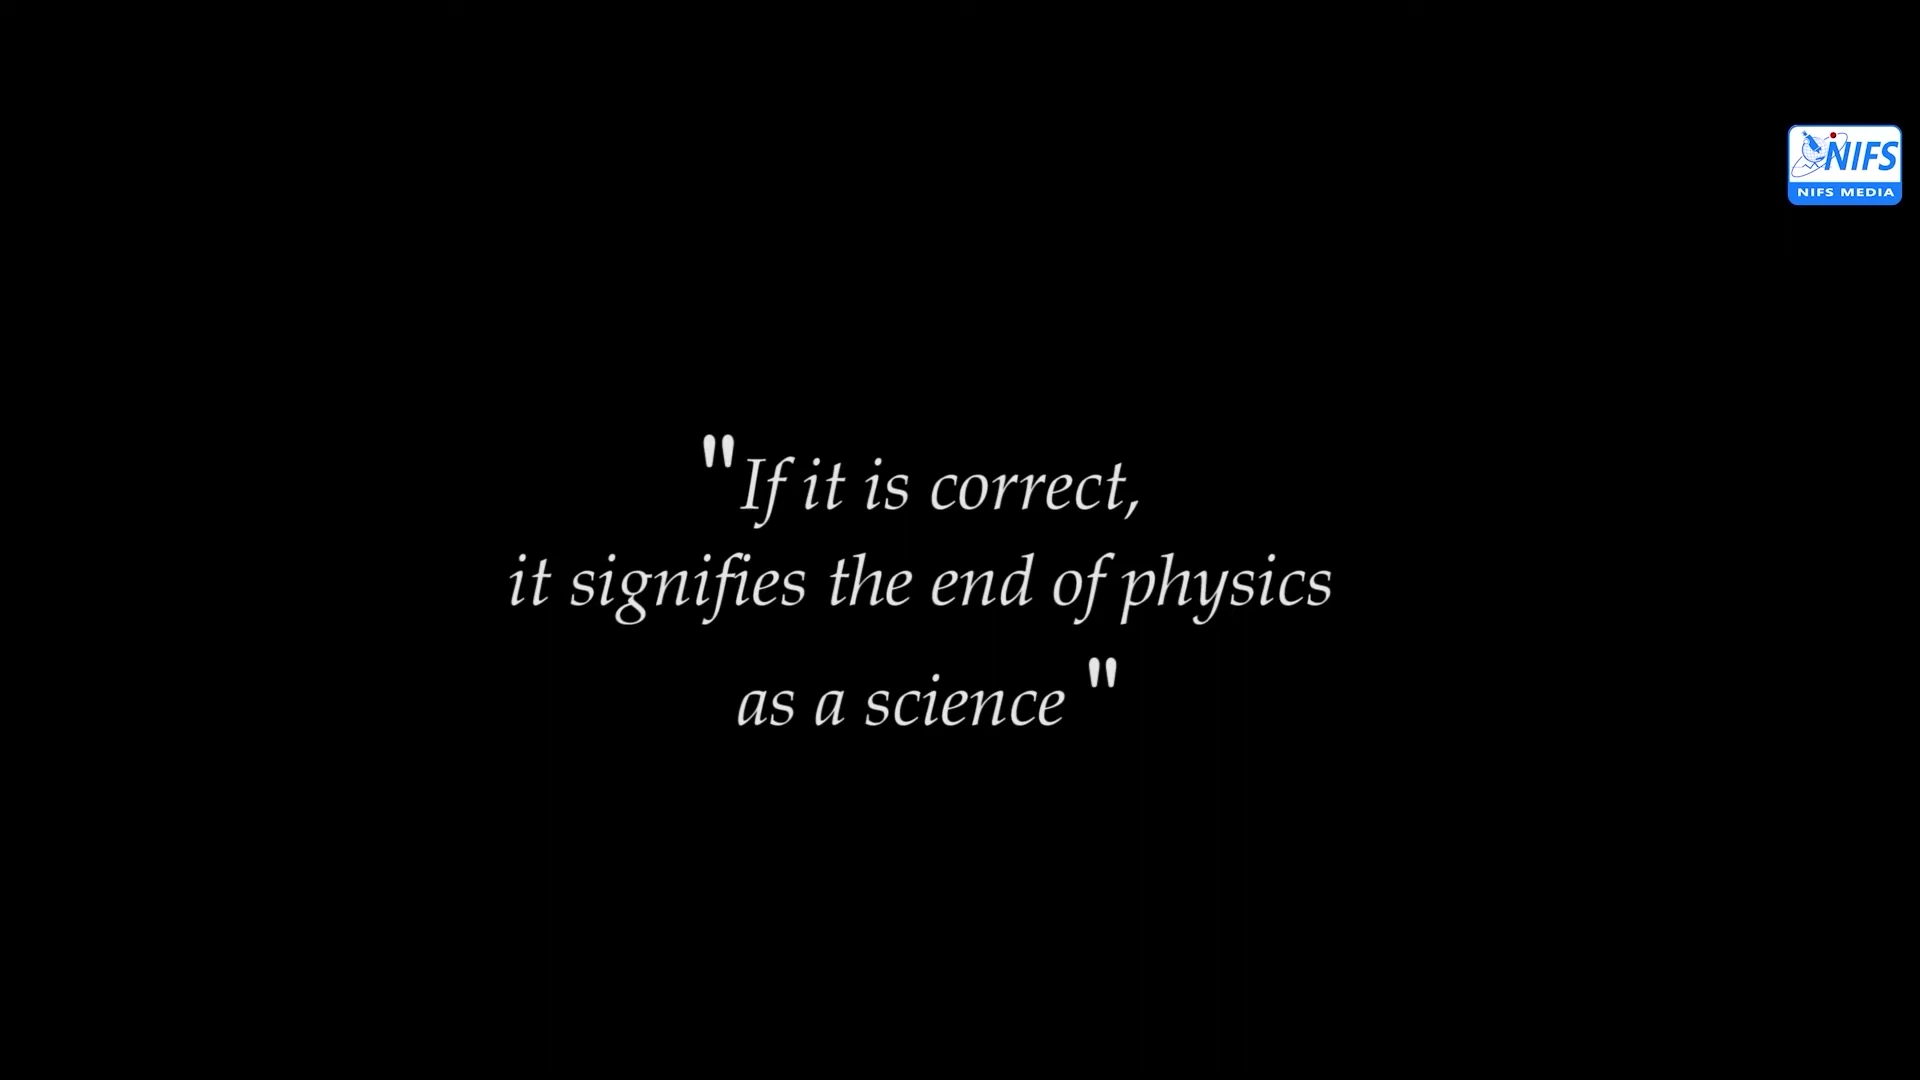 NIFS
NIFS MEDIA
"If it is correct,
it signifies the end of physics
as a science "